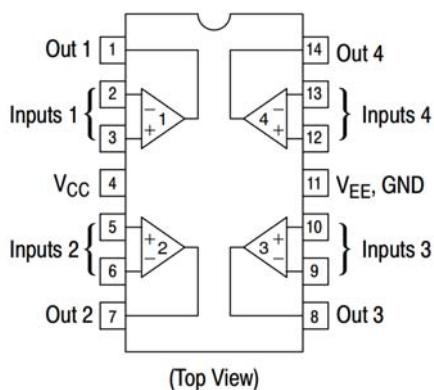 Out 1 1 14 Out 4
Inputs 1 2 − 1 4 − 13 Inputs 4
3 + + 12
VCC 4 11 VEE, GND
Inputs 2 5 + 2 3 + 10 Inputs 3
6 − − 9
Out 2 7 8 Out 3
(Top View)